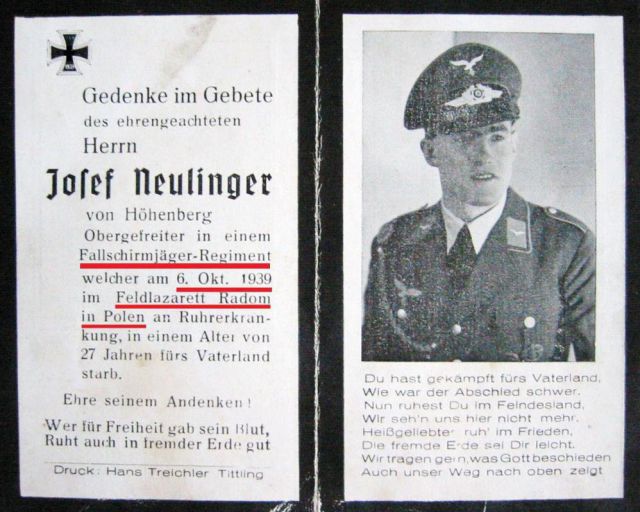 Gedenke im Gebete
des ehrengeachteten
Herrn
Josef Neulinger
von Höhenberg
Obergefreiter in einem
Fallschirmjäger-Regiment
welcher am 6. Okt. 1939
im Feldlazarett Radom
in Polen an Ruhrerkran-
kung, in einem Alter von
27 Jahren fürs Vaterland
starb.
Ehre seinem Andenken!
Wer für Freiheit gab sein Blut,
Ruht auch in fremder Erde gut
Druck: Hans Treichler Tittling
Du hast gekämpft fürs Vaterland,
Wie war der Abschied schwer.
Nun ruhest Du im Feindesland,
Wir seh'n uns hier nicht mehr.
Heißgeliebter ruh' im Frieden,
Die fremde Erde sei Dir leicht.
Wir tragen gern, was Gott beschieden
Auch unser Weg nach oben zeigt